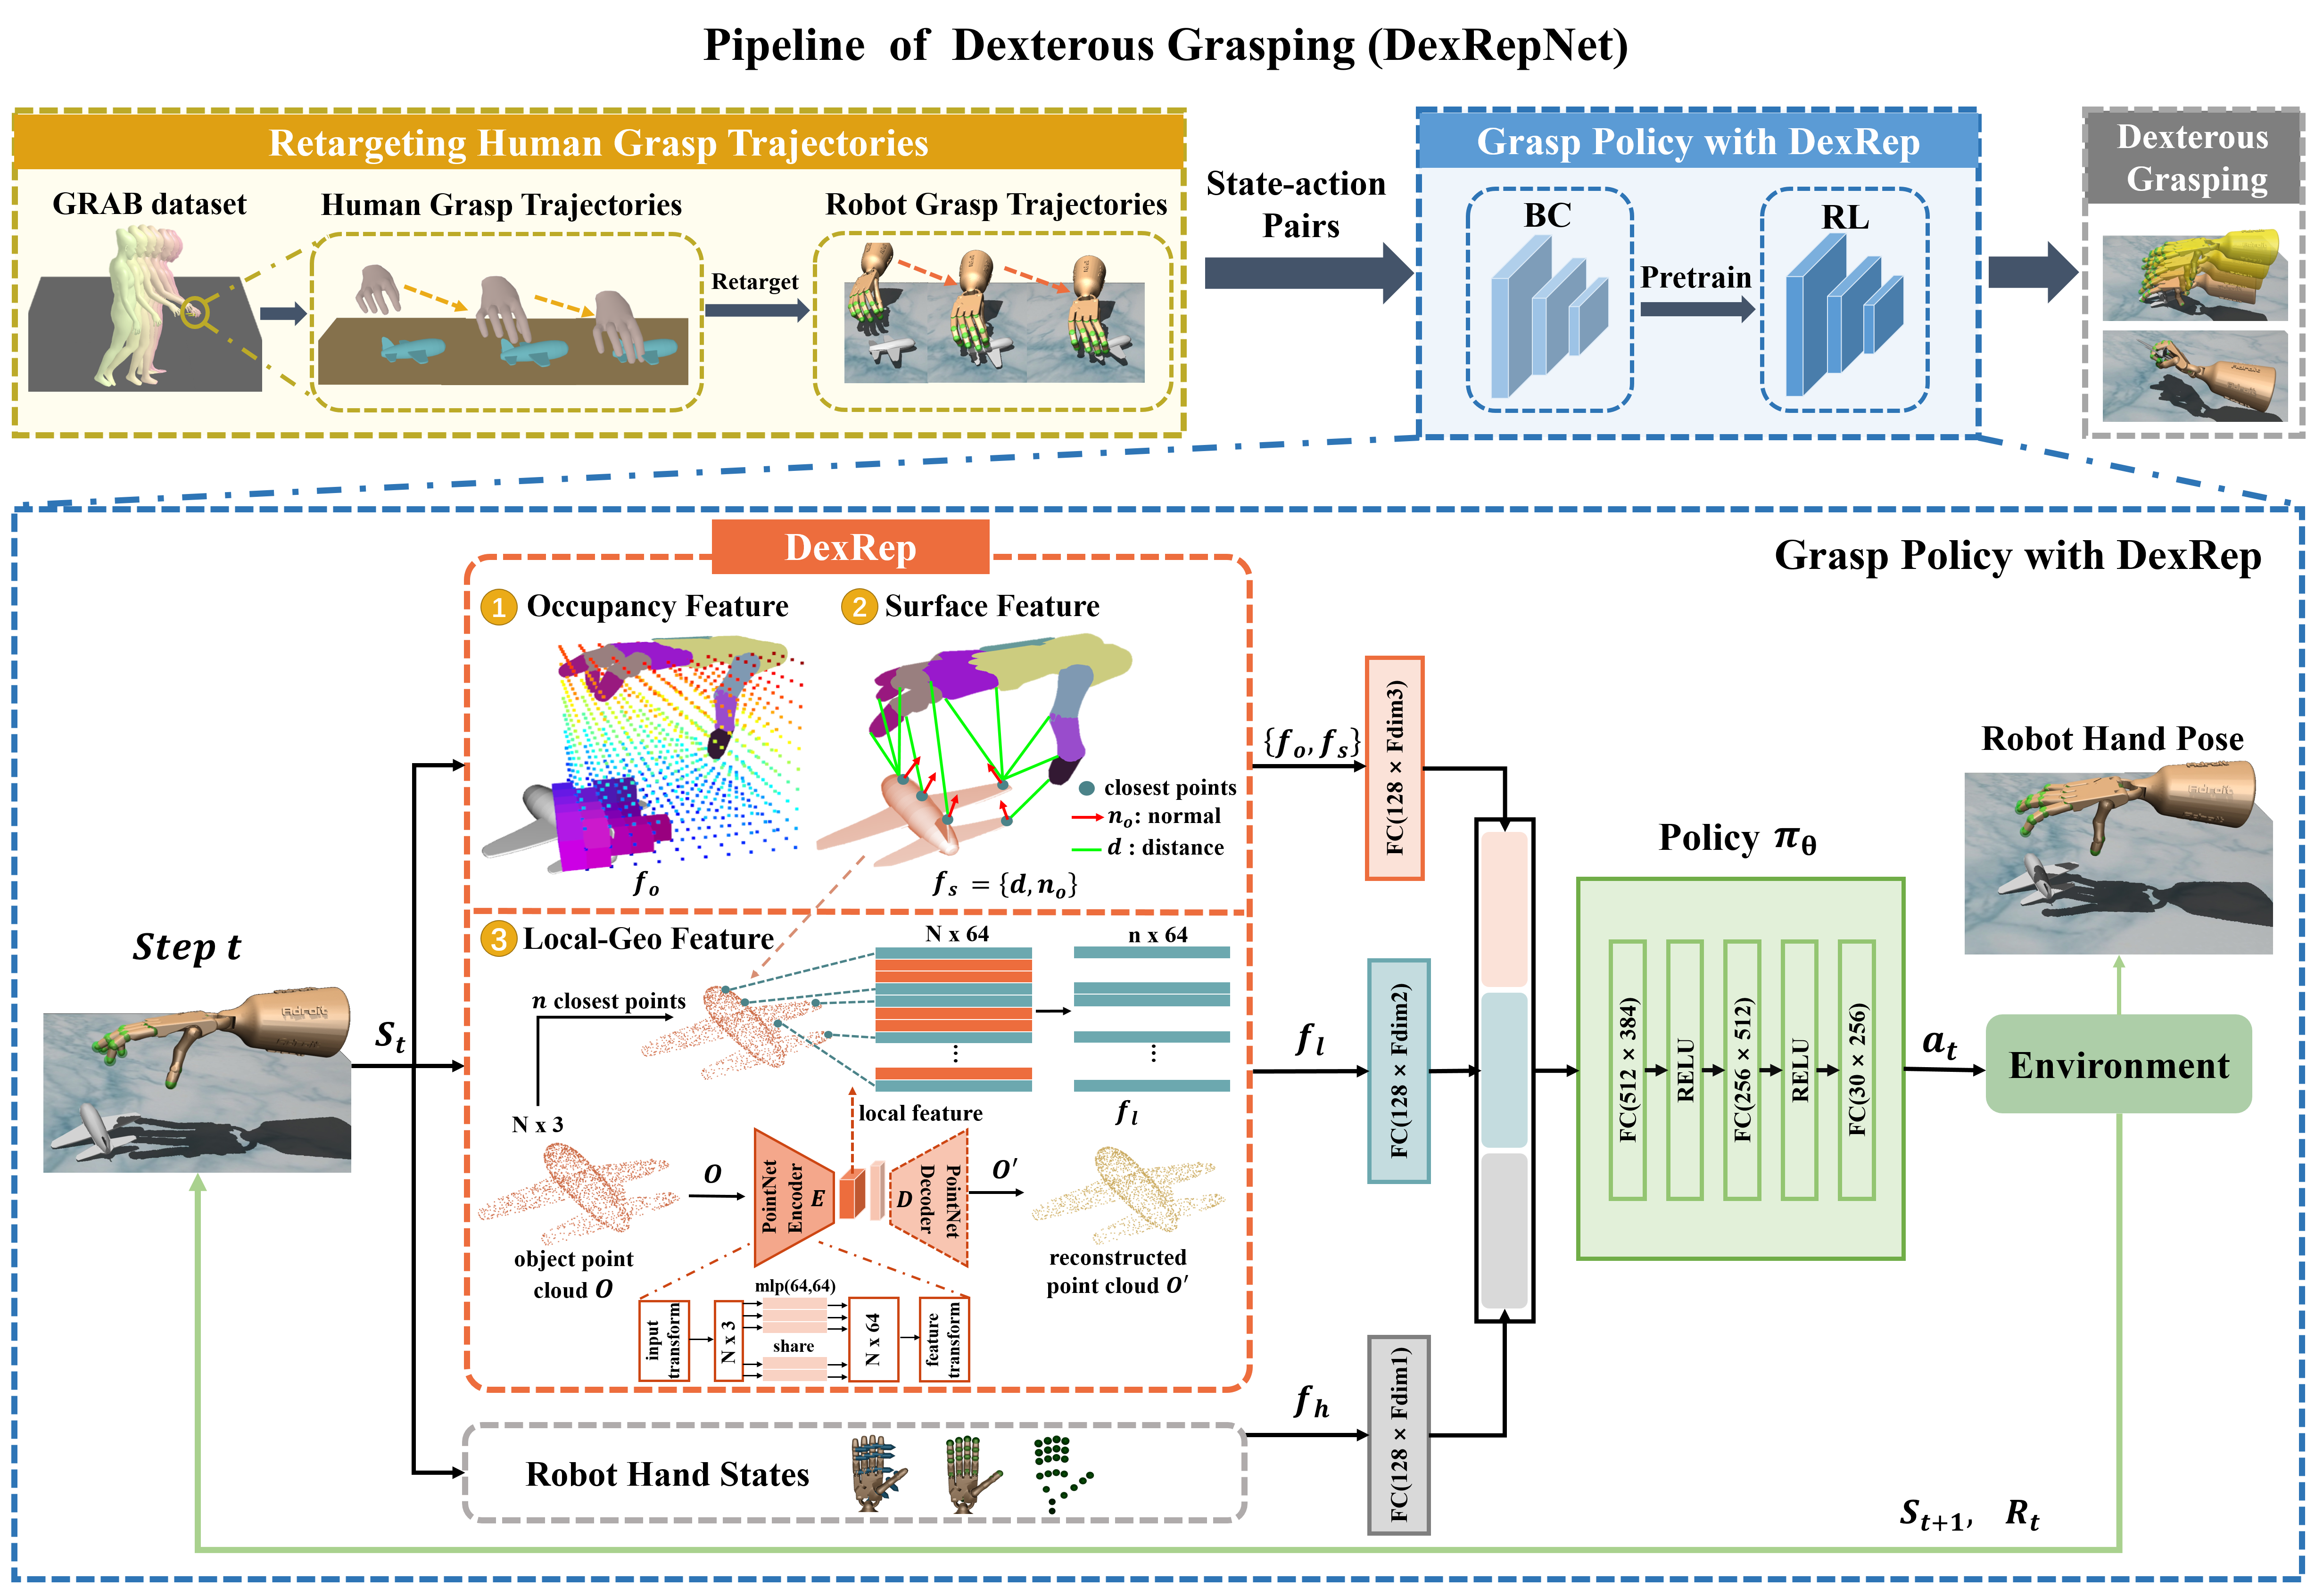 Pipeline of Dexterous Grasping (DexRepNet)
Retargeting Human Grasp Trajectories
GRAB dataset
Human Grasp Trajectories
Retarget
Robot Grasp Trajectories
State-action
Pairs
Grasp Policy with DexRep
BC
Pretrain
RL
Dexterous
Grasping
Grasp Policy with DexRep
DexRep
1 Occupancy Feature
2 Surface Feature
closest points
n_o: normal
d : distance
f_o
f_s = {d, n_o}
3 Local-Geo Feature
N x 64
n x 64
n closest points
...
...
local feature
f_l
N x 3
O
PointNet
Encoder
E
D
PointNet
Decoder
O'
object point
cloud O
reconstructed
point cloud O'
mlp(64,64)
input
transform
N x 3
share
N x 64
feature
transform
Step t
Adroit
S_t
Robot Hand States
{f_o, f_s}
f_l
f_h
FC(128 × Fdim3)
FC(128 × Fdim2)
FC(128 × Fdim1)
Policy π_θ
FC(512 × 384)
RELU
FC(256 × 512)
RELU
FC(30 × 256)
a_t
Environment
Robot Hand Pose
Adroit
S_{t+1}, R_t